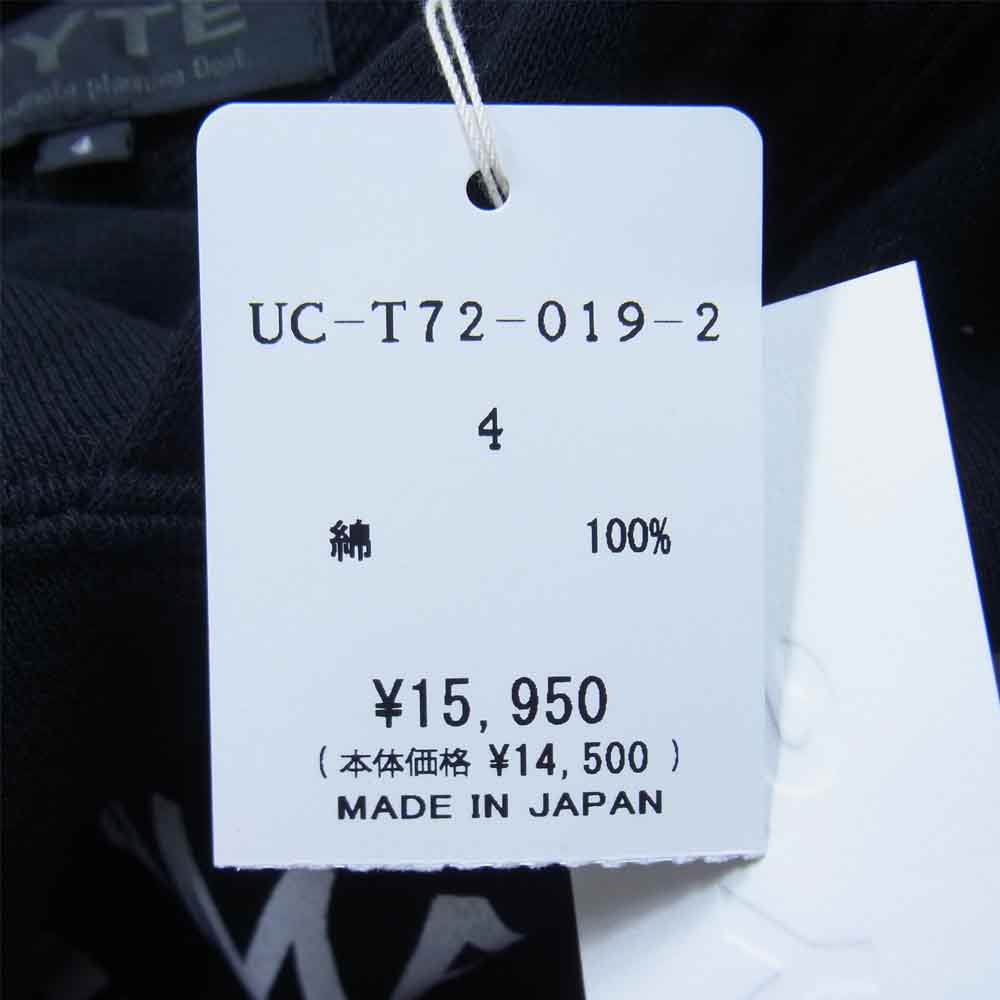 YTE
4
UC-T72-019-2
4
綿 100%
¥15,950
(本体価格 ¥14,500)
MADE IN JAPAN